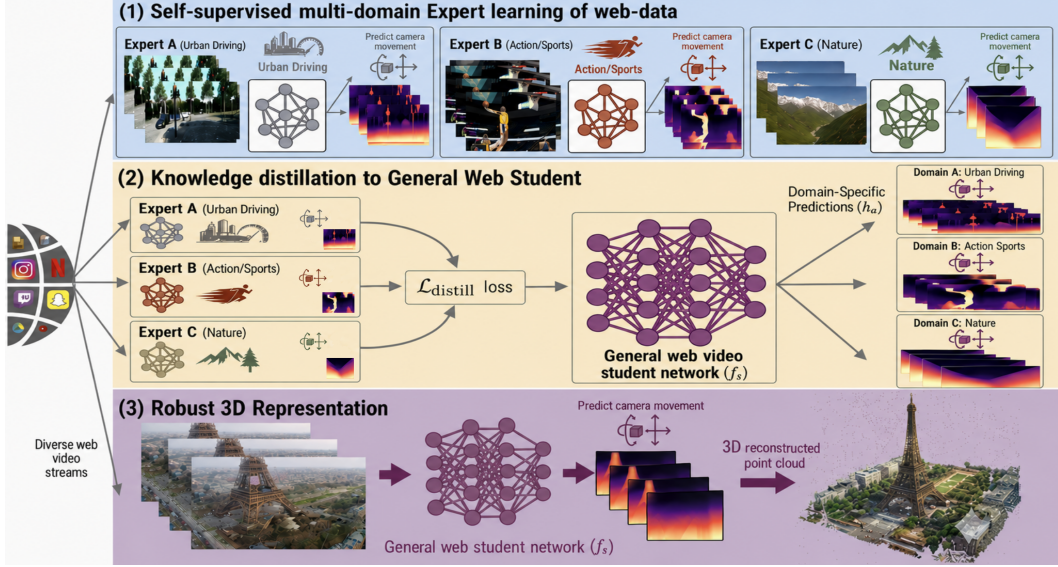 (1) Self-supervised multi-domain Expert learning of web-data
Expert A (Urban Driving)
Urban Driving
Predict camera
movement
Expert B (Action/Sports)
Action/Sports
Predict camera
movement
Expert C (Nature)
Nature
Predict camera
movement
(2) Knowledge distillation to General Web Student
Expert A (Urban Driving)
Expert B (Action/Sports)
Expert C (Nature)
ℒdistill loss
General web video
student network (fs)
Domain-Specific
Predictions (ha)
Domain A: Urban Driving
Domain B: Action Sports
Domain C: Nature
Diverse web
video
streams
(3) Robust 3D Representation
General web student network (fs)
Predict camera movement
3D reconstructed
point cloud